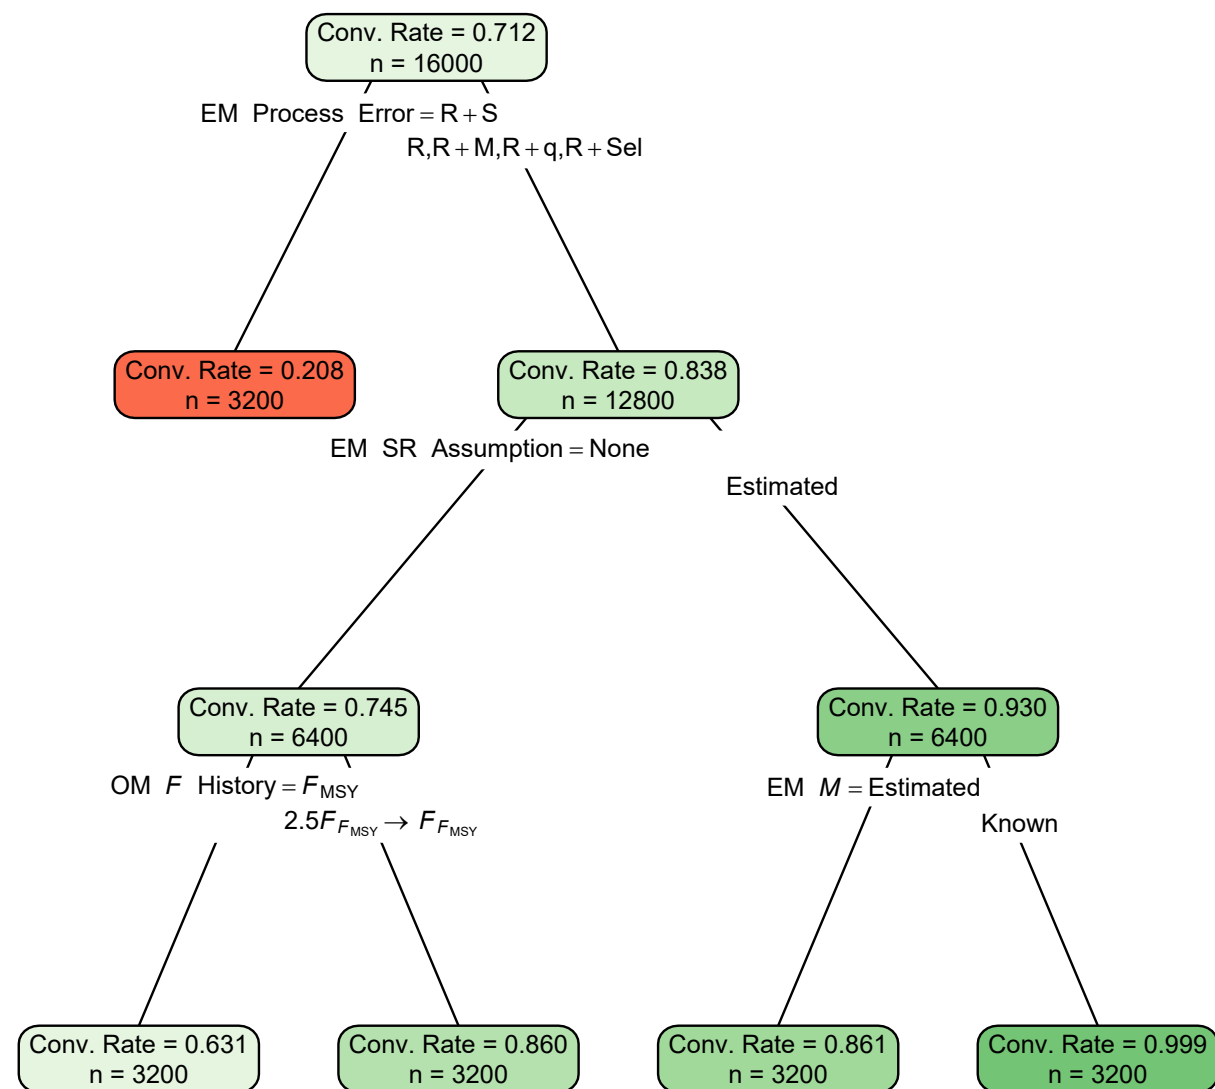 Conv. Rate = 0.712
n = 16000
EM Process Error = R + S
R,R + M,R + q,R + Sel
Conv. Rate = 0.208
n = 3200
Conv. Rate = 0.838
n = 12800
EM SR Assumption = None
Estimated
Conv. Rate = 0.745
n = 6400
Conv. Rate = 0.930
n = 6400
OM F History = F_MSY
2.5F_F_MSY → F_F_MSY
EM M = Estimated
Known
Conv. Rate = 0.631
n = 3200
Conv. Rate = 0.860
n = 3200
Conv. Rate = 0.861
n = 3200
Conv. Rate = 0.999
n = 3200